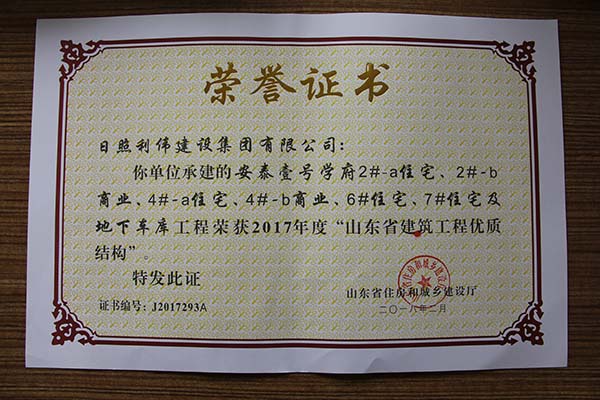 荣誉证书
日照利伟建设集团有限公司：
你单位承建的安泰壹号学府2#-a住宅、2#-b
商业、4#-a住宅、4#-b商业、6#住宅、7#住宅及
地下车库工程荣获2017年度“山东省建筑工程优质
结构”。
特发此证
山东省住房和城乡建设厅
证书编号：J2017293A
二〇一八年二月